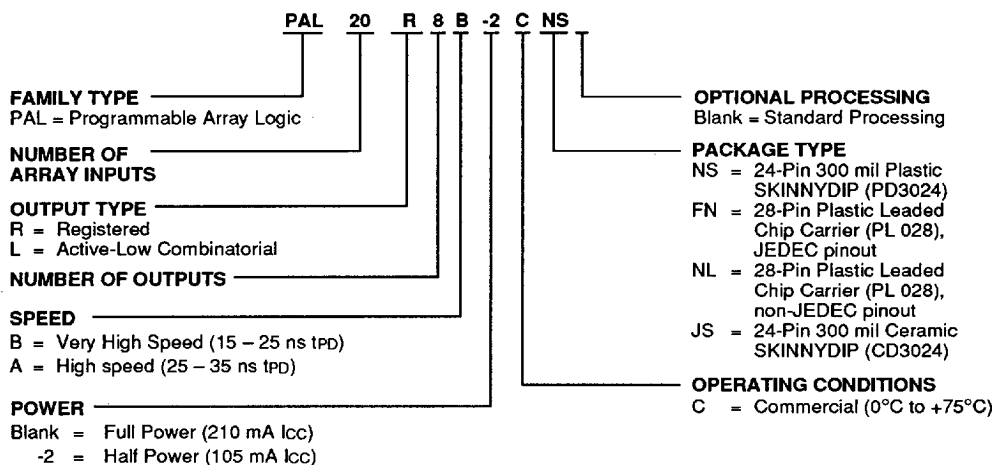 PAL 20 R 8 B -2 C NS
FAMILY TYPE
PAL = Programmable Array Logic
NUMBER OF
ARRAY INPUTS
OUTPUT TYPE
R = Registered
L = Active-Low Combinatorial
NUMBER OF OUTPUTS
SPEED
B = Very High Speed (15 – 25 ns tPD)
A = High speed (25 – 35 ns tPD)
POWER
Blank = Full Power (210 mA ICC)
-2 = Half Power (105 mA ICC)
OPTIONAL PROCESSING
Blank = Standard Processing
PACKAGE TYPE
NS = 24-Pin 300 mil Plastic
SKINNYDIP (PD3024)
FN = 28-Pin Plastic Leaded
Chip Carrier (PL 028),
JEDEC pinout
NL = 28-Pin Plastic Leaded
Chip Carrier (PL 028),
non-JEDEC pinout
JS = 24-Pin 300 mil Ceramic
SKINNYDIP (CD3024)
OPERATING CONDITIONS
C = Commercial (0°C to +75°C)